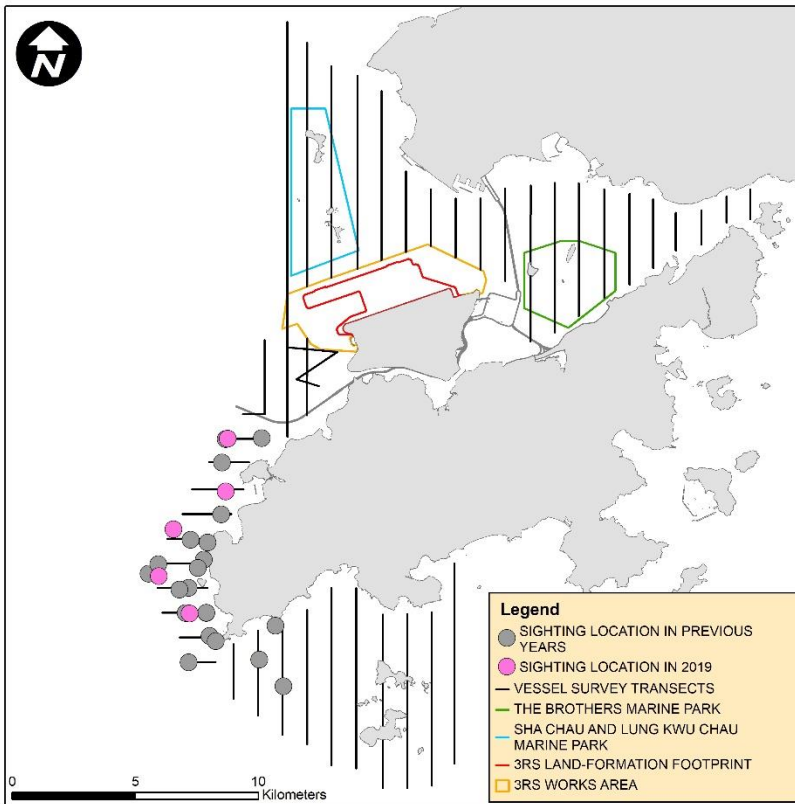 N
Legend
SIGHTING LOCATION IN PREVIOUS
YEARS
SIGHTING LOCATION IN 2019
VESSEL SURVEY TRANSECTS
THE BROTHERS MARINE PARK
SHA CHAU AND LUNG KWU CHAU
MARINE PARK
3RS LAND-FORMATION FOOTPRINT
3RS WORKS AREA
0 5 10
Kilometers